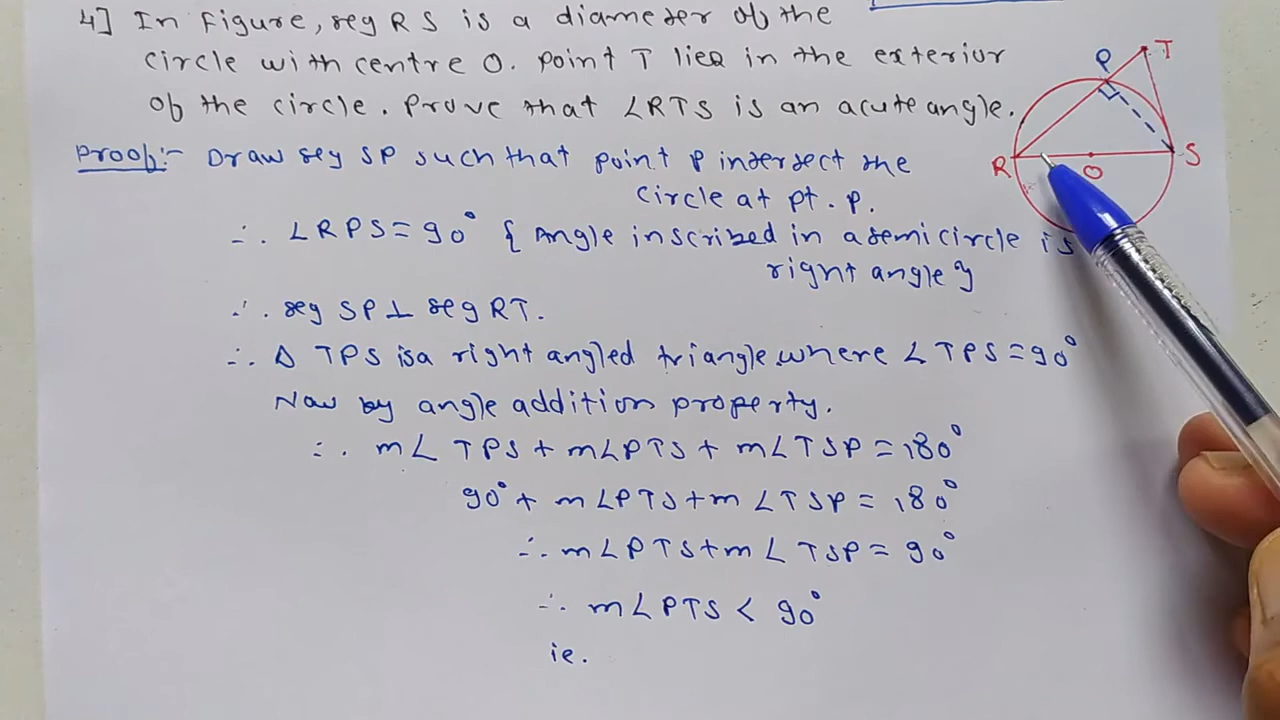 4] In Figure, seg RS is a diameter of the
circle with centre O. point T lies in the exterior
of the circle. Prove that ∠RTS is an acute angle.
P
T
R
O
S
Proof:- Draw seg SP such that point P intersect the
circle at pt. P.
∴ ∠RPS = 90° { Angle inscribed in a semicircle is
right angle }
∴ seg SP ⊥ seg RT.
∴ Δ TPS is a right angled triangle where ∠TPS = 90°
Now by angle addition property.
∴ m∠TPS + m∠PTS + m∠TSP = 180°
90° + m∠PTS + m∠TSP = 180°
∴ m∠PTS + m∠TSP = 90°
∴ m∠PTS < 90°
ie.